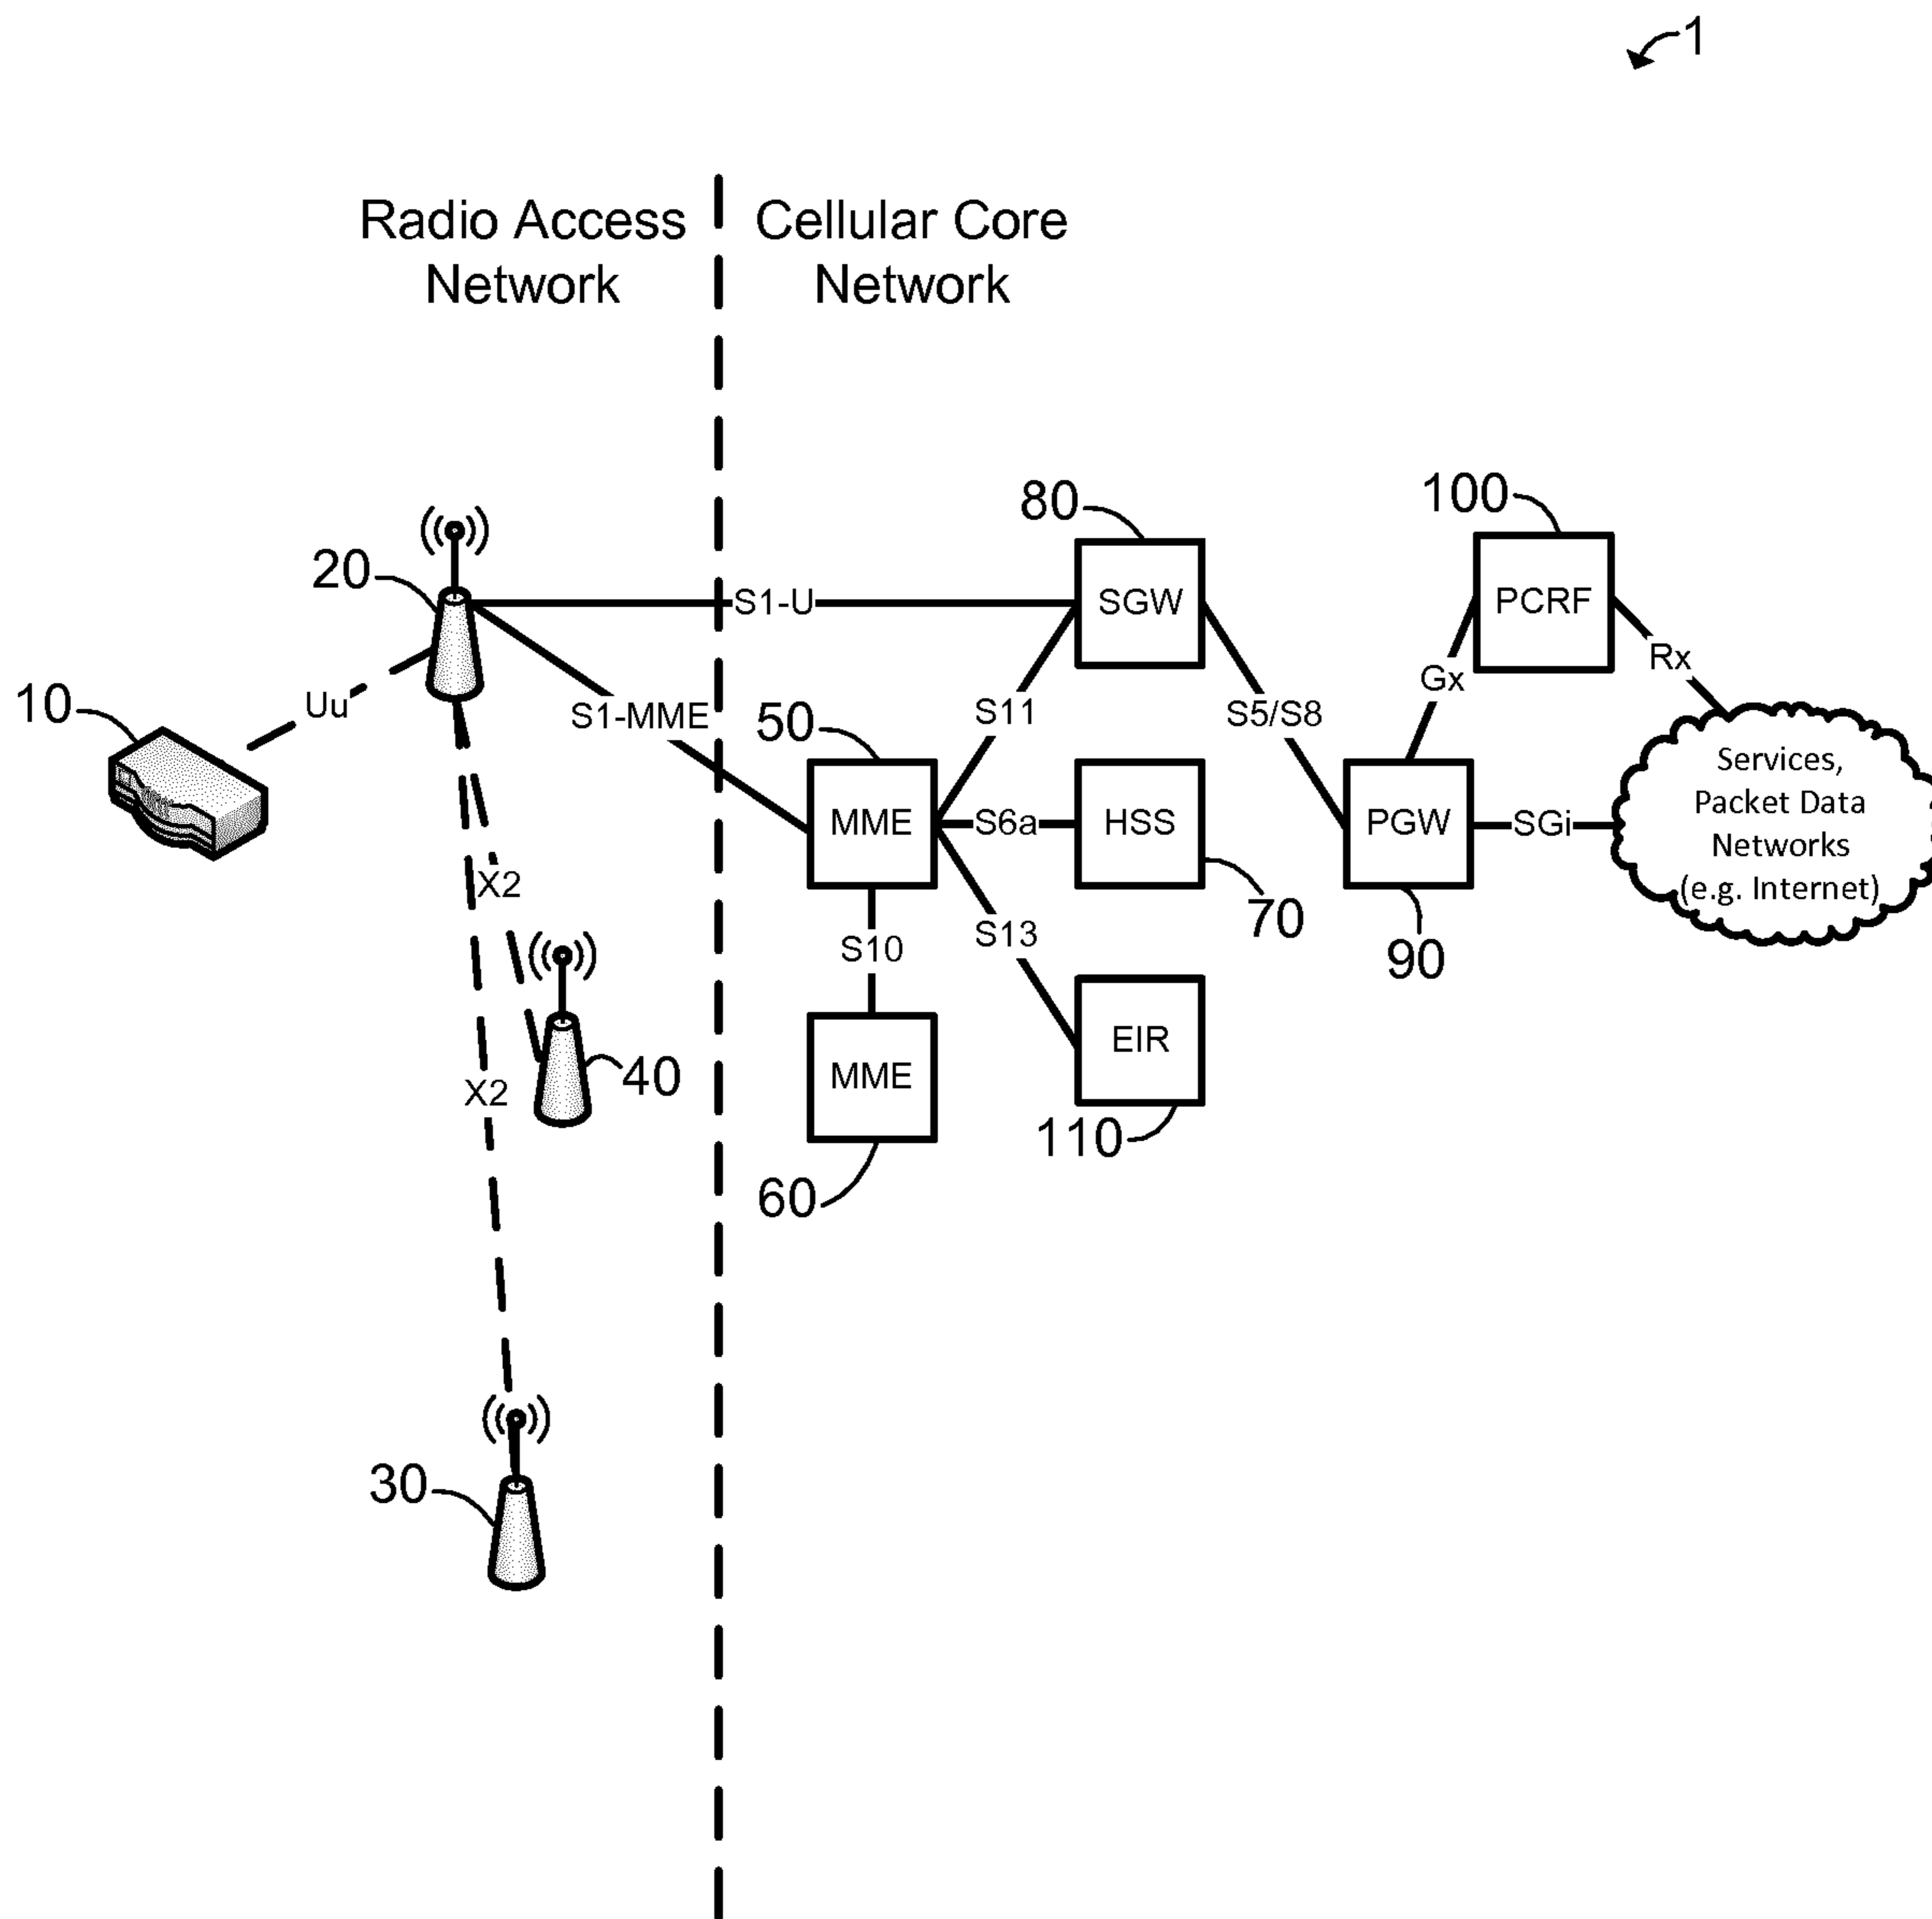 1
Radio Access
Network
Cellular Core
Network
80
100
20
S1-U
SGW
PCRF
Rx
10
Uu
S1-MME
50
S11
S5/S8
Gx
MME
S6a
HSS
PGW
SGi
Services,
Packet Data
Networks
(e.g. Internet)
X2
70
S10
S13
90
X2
40
MME
EIR
110
60
30